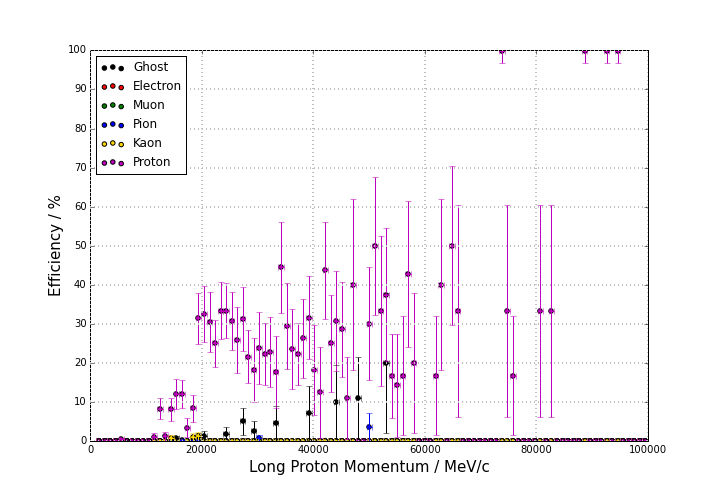 100
90
80
70
60
50
40
30
20
10
0
Efficiency / %
Ghost
Electron
Muon
Pion
Kaon
Proton
0 20000 40000 60000 80000 100000
Long Proton Momentum / MeV/c